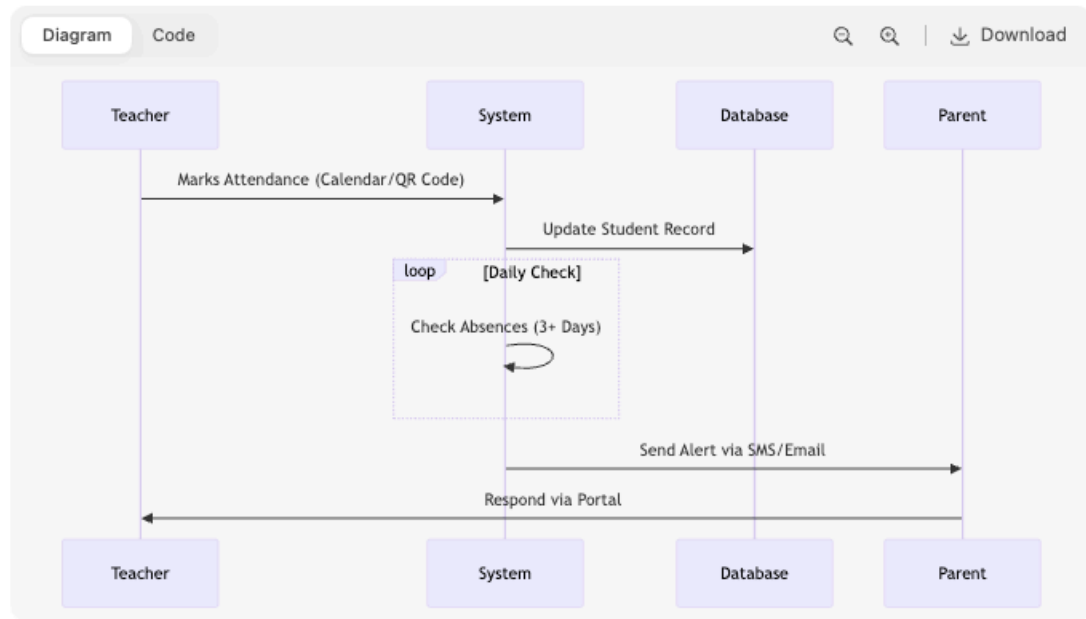 Diagram
Code
Download
Teacher
System
Database
Parent
Marks Attendance (Calendar/QR Code)
Update Student Record
loop
[Daily Check]
Check Absences (3+ Days)
Send Alert via SMS/Email
Respond via Portal
Teacher
System
Database
Parent